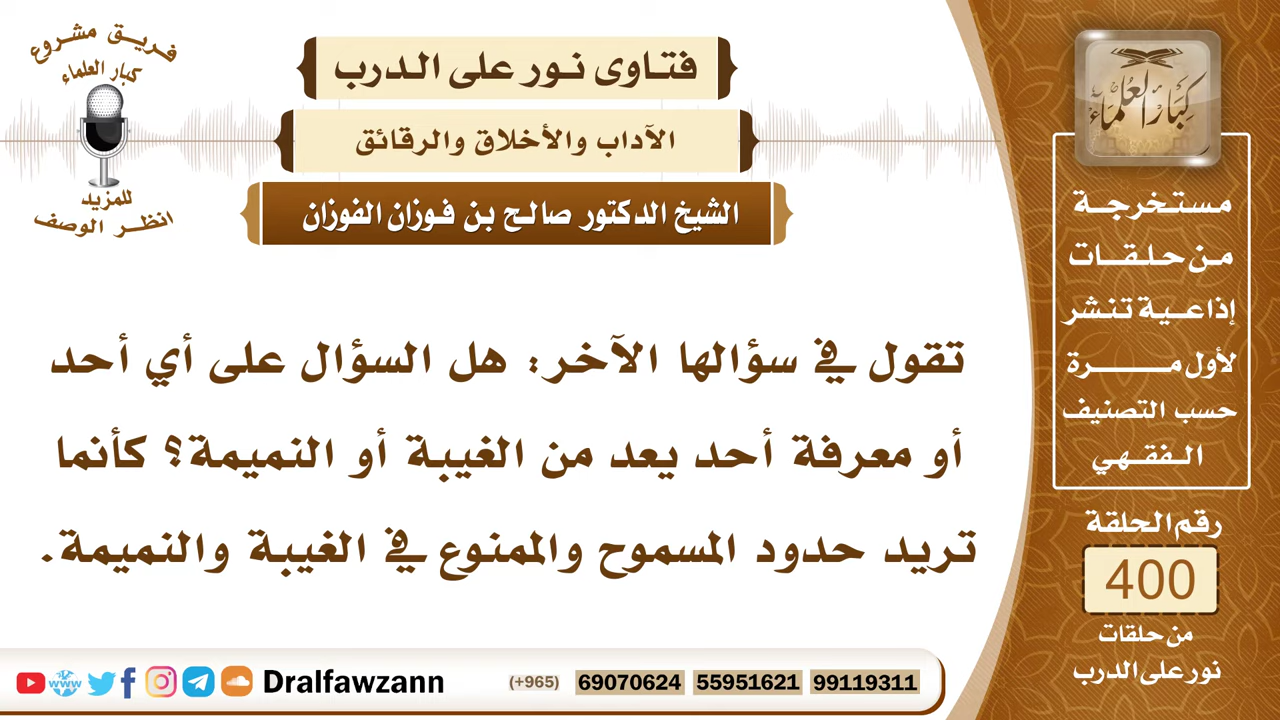 فريق مشروع
كبار العلماء
للمزيد
انظر الوصف
فتاوى نور على الدرب
الآداب والأخلاق والرقائق
الشيخ الدكتور صالح بن فوزان الفوزان
تقول في سؤالها الآخر: هل السؤال على أي أحد
أو معرفة أحد يعد من الغيبة أو النميمة؟ كأنما
تريد حدود المسموح والممنوع في الغيبة والنميمة.
كبار العلماء
مستخرجة
من حلقات
إذاعية تنشر
لأول مرة
حسب التصنيف
الفقهي
رقم الحلقة
400
من حلقات
نور على الدرب
www Dralfawzann (+965) 69070624 55951621 99119311